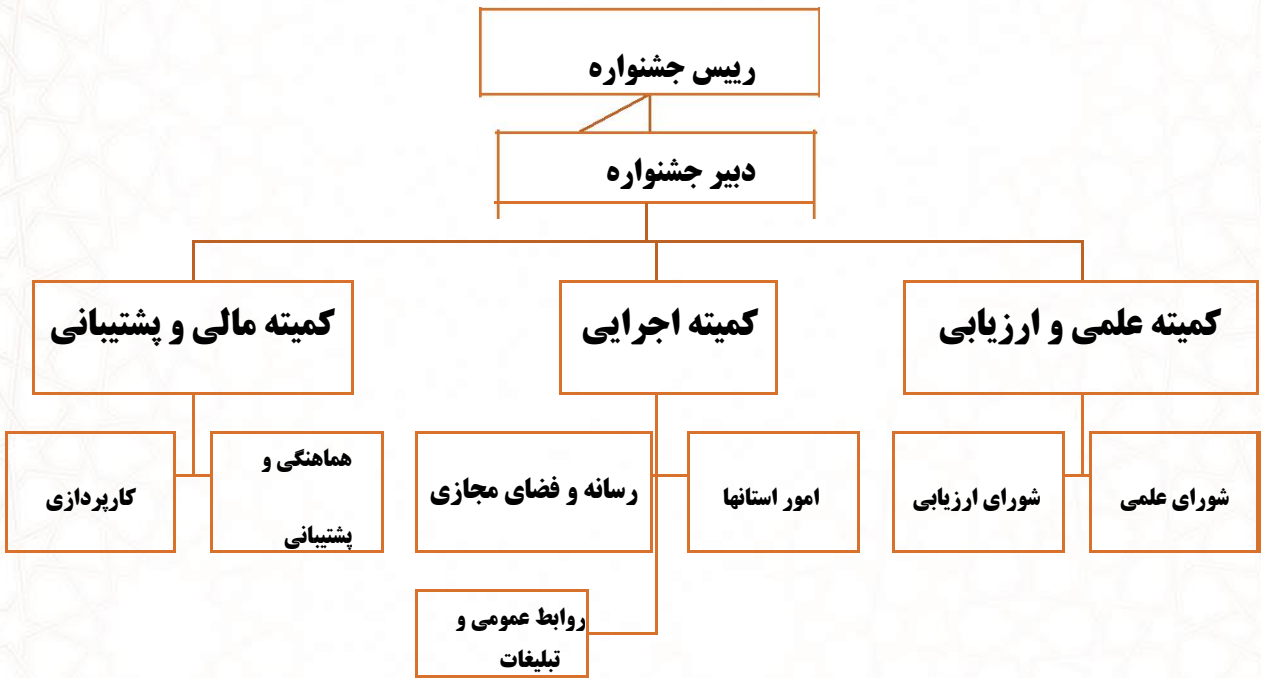 رییس جشنواره
دبیر جشنواره
کمیته علمی و ارزیابی
کمیته اجرایی
کمیته مالی و پشتیبانی
شورای علمی
شورای ارزیابی
امور استانها
رسانه و فضای مجازی
هماهنگی و
پشتیبانی
کارپردازی
روابط عمومی و
تبلیغات